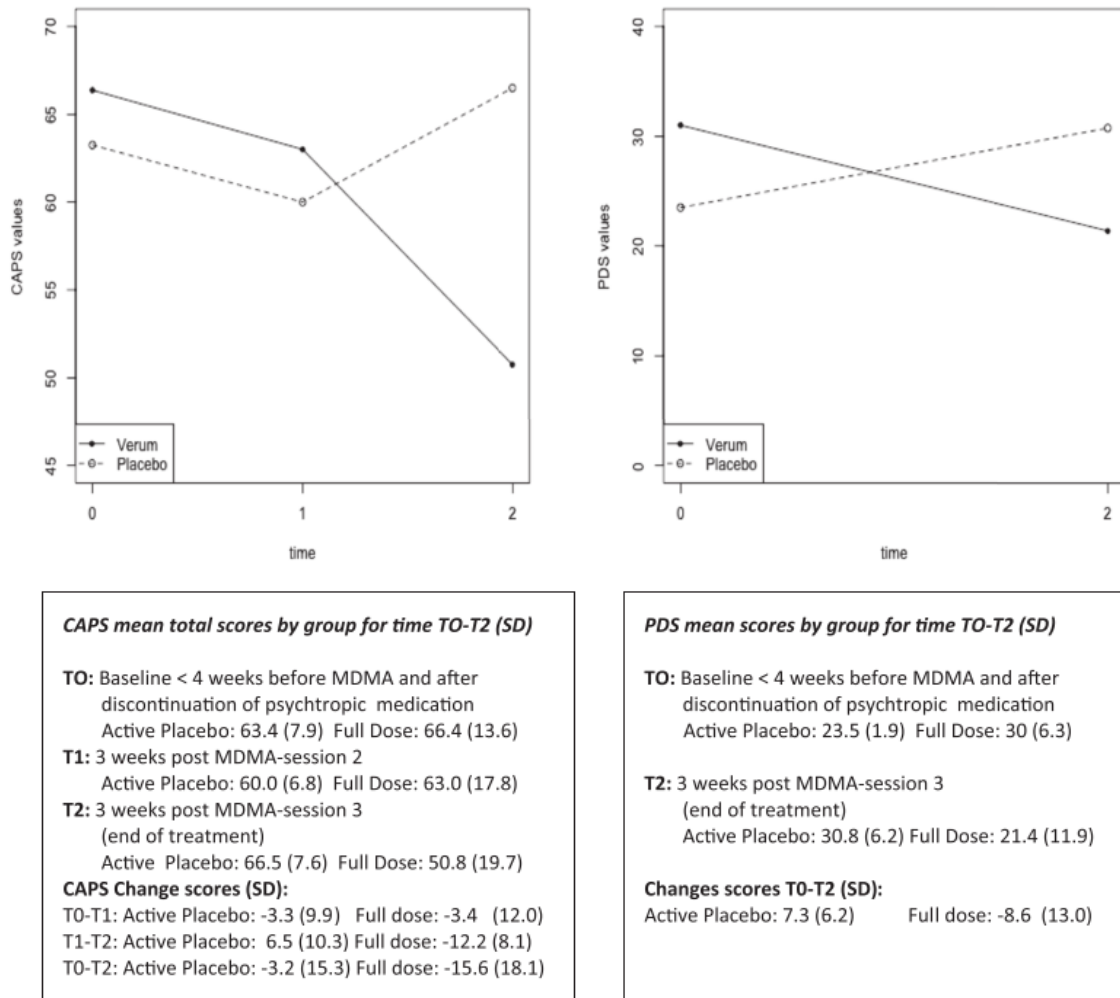 70
65
60
55
50
45
CAPS values
Verum
Placebo
0
1
2
time
40
30
20
10
0
PDS values
Verum
Placebo
0
2
time
CAPS mean total scores by group for time TO-T2 (SD)
TO: Baseline < 4 weeks before MDMA and after
discontinuation of psychtropic medication
Active Placebo: 63.4 (7.9) Full Dose: 66.4 (13.6)
T1: 3 weeks post MDMA-session 2
Active Placebo: 60.0 (6.8) Full Dose: 63.0 (17.8)
T2: 3 weeks post MDMA-session 3
(end of treatment)
Active Placebo: 66.5 (7.6) Full Dose: 50.8 (19.7)
CAPS Change scores (SD):
T0-T1: Active Placebo: -3.3 (9.9) Full dose: -3.4 (12.0)
T1-T2: Active Placebo: 6.5 (10.3) Full dose: -12.2 (8.1)
T0-T2: Active Placebo: -3.2 (15.3) Full dose: -15.6 (18.1)
PDS mean scores by group for time TO-T2 (SD)
TO: Baseline < 4 weeks before MDMA and after
discontinuation of psychtropic medication
Active Placebo: 23.5 (1.9) Full Dose: 30 (6.3)
T2: 3 weeks post MDMA-session 3
(end of treatment)
Active Placebo: 30.8 (6.2) Full Dose: 21.4 (11.9)
Changes scores T0-T2 (SD):
Active Placebo: 7.3 (6.2) Full dose: -8.6 (13.0)